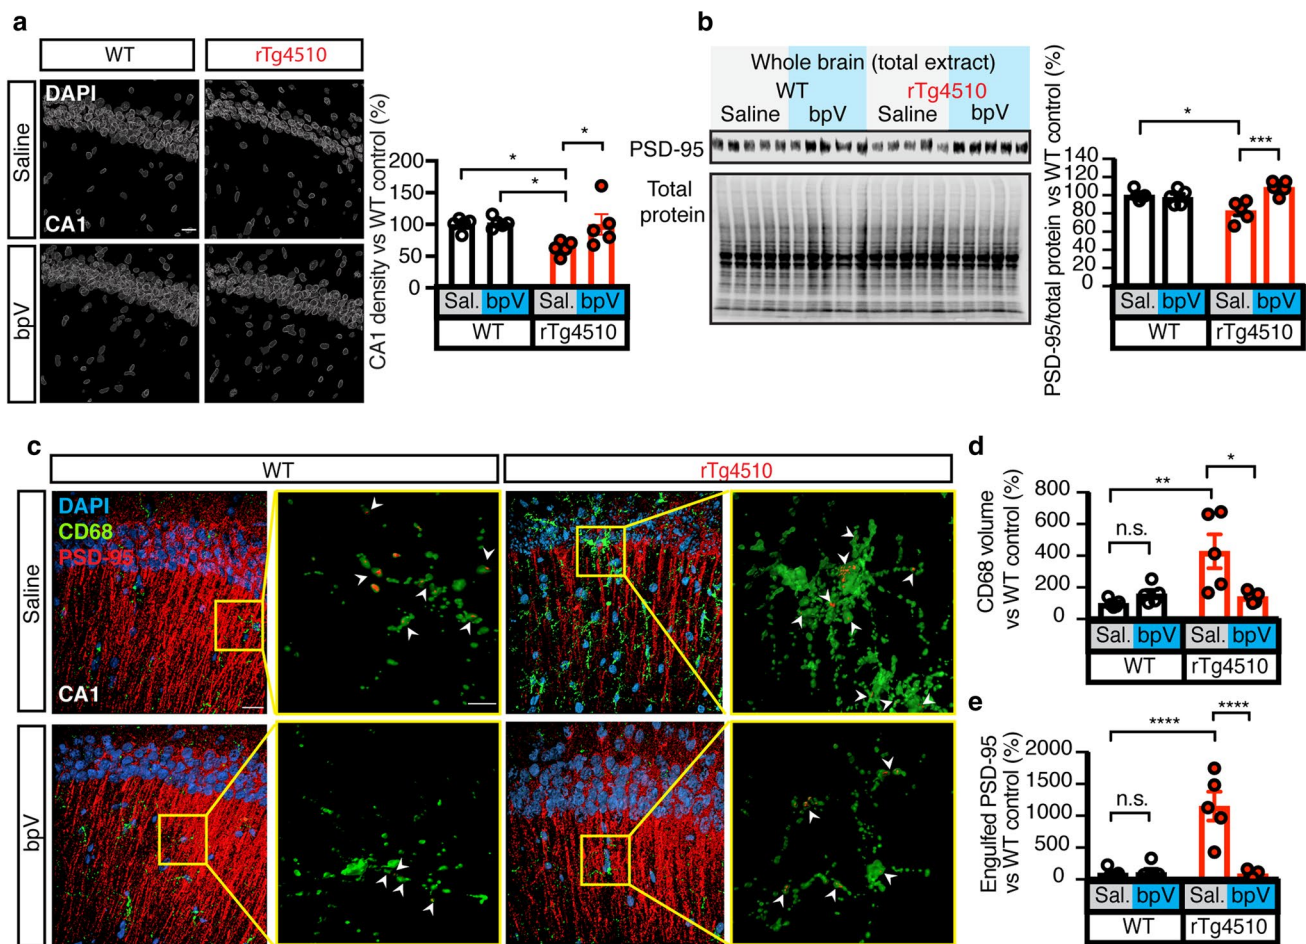 a
WT
rTg4510
Saline
DAPI
CA1
bpV
CA1 density vs WT control (%)
200
150
100
50
0
*
*
*
Sal. bpV
WT rTg4510
b
Whole brain (total extract)
WT rTg4510
Saline bpV Saline bpV
PSD-95
Total
protein
PSD-95/total protein vs WT control (%)
140
120
100
80
60
40
20
0
*
***
Sal. bpV Sal. bpV
WT rTg4510
c
WT
rTg4510
Saline
DAPI
CD68
PSD-95
CA1
bpV
d
CD68 volume
vs WT control (%)
800
600
400
200
0
n.s.
**
*
Sal. bpV Sal. bpV
WT rTg4510
e
Engulfed PSD-95
vs WT control (%)
2000
1500
1000
500
0
n.s.
****
****
Sal. bpV Sal. bpV
WT rTg4510